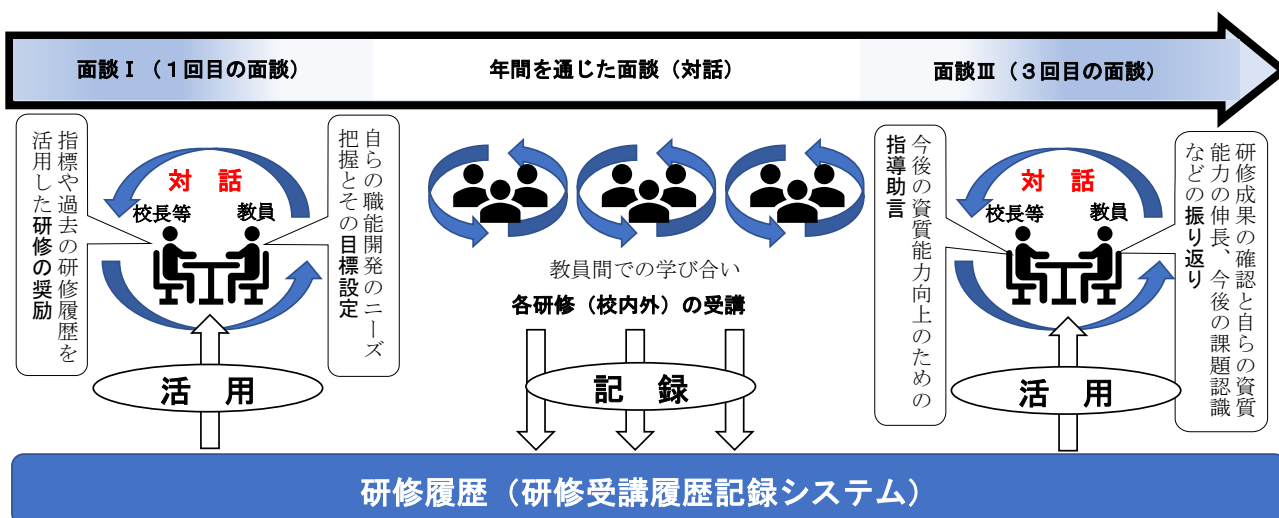 面談Ⅰ（１回目の面談）
年間を通じた面談（対話）
面談Ⅲ（３回目の面談）
指標や過去の研修履歴を
活用した研修の奨励
対　話
校長等
教員
自らの職能開発のニーズ
把握とその目標設定
活　用
教員間での学び合い
各研修（校内外）の受講
記　録
今後の資質能力向上のための
指導助言
対　話
校長等
教員
研修成果の確認と自らの資質
能力の伸長、今後の課題認識
などの振り返り
活　用
研修履歴（研修受講履歴記録システム）